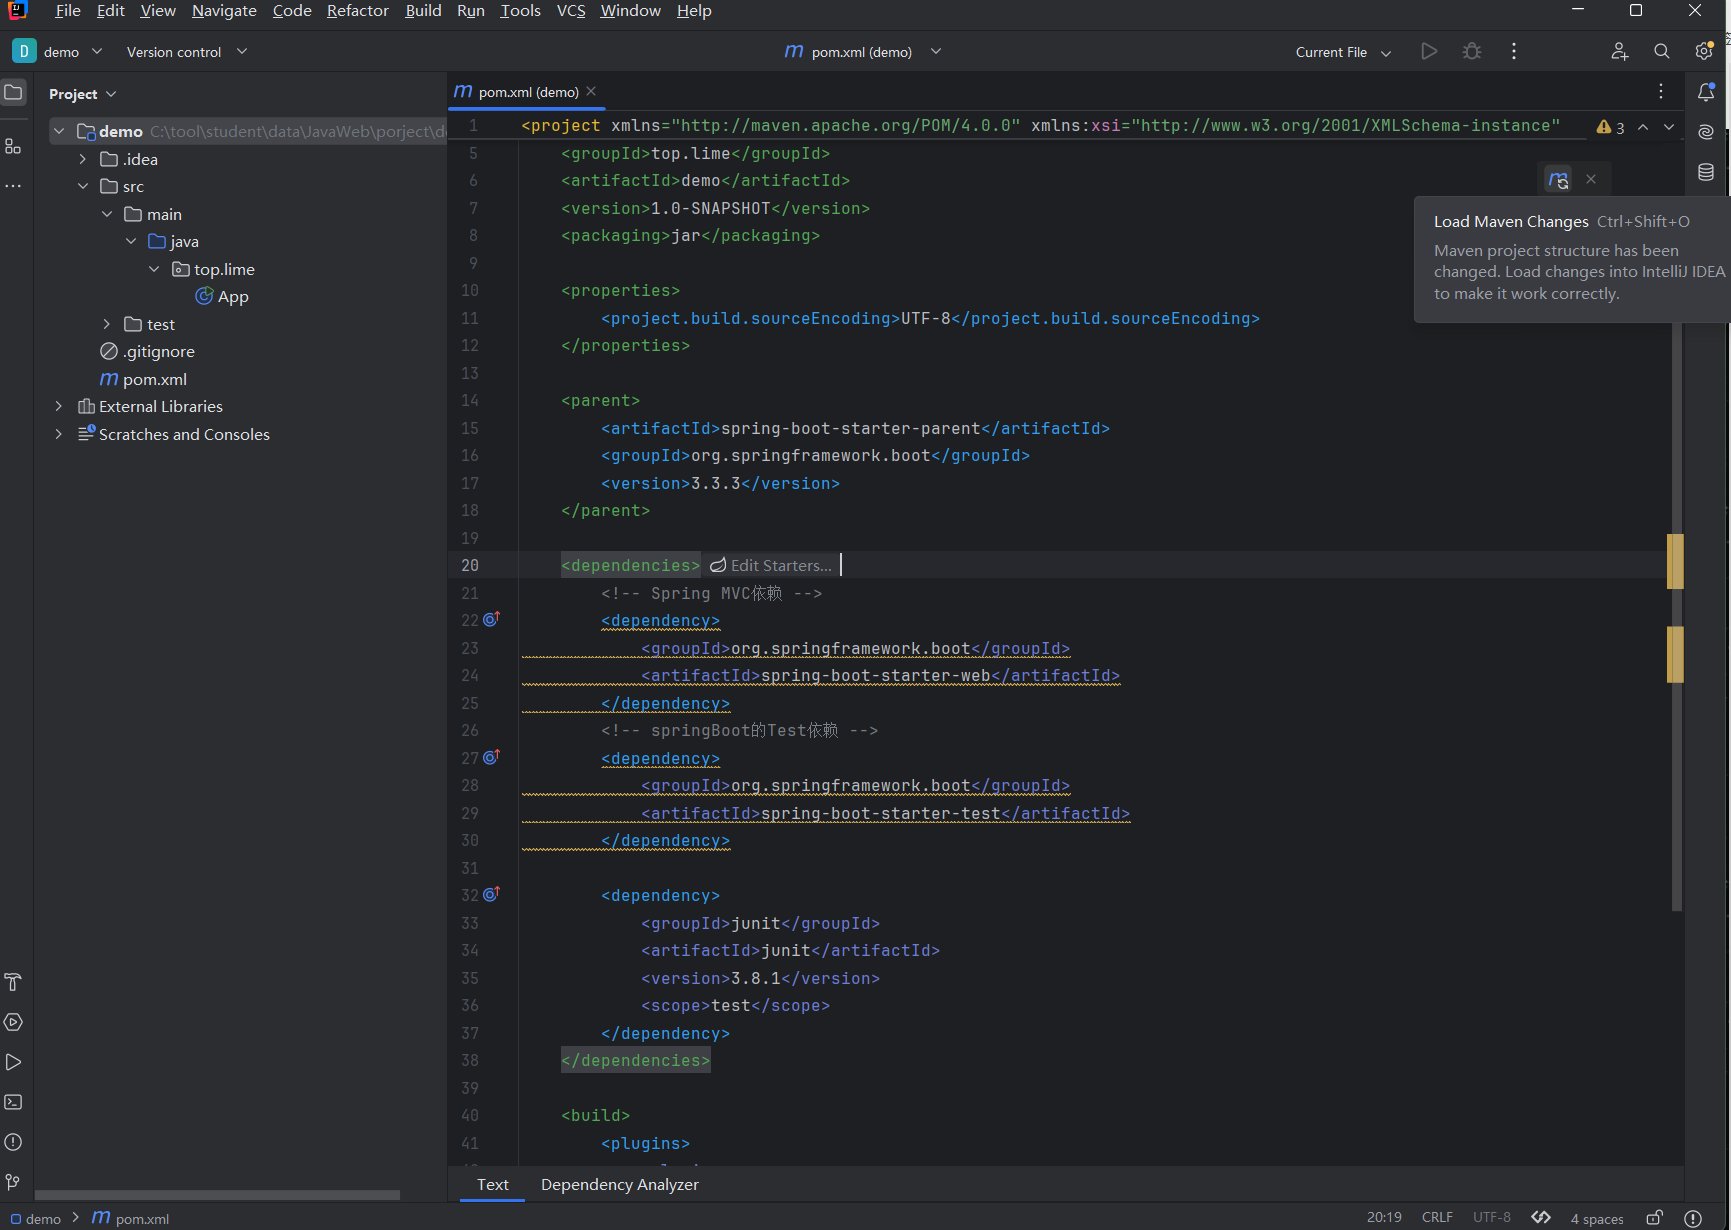 File Edit View Navigate Code Refactor Build Run Tools VCS Window Help
D demo Version control pom.xml (demo) Current File
Project
demo C:\tool\student\data\JavaWeb\porject\d
.idea
src
main
java
top.lime
App
test
.gitignore
pom.xml
External Libraries
Scratches and Consoles
pom.xml (demo)
1 <project xmlns="http://maven.apache.org/POM/4.0.0" xmlns:xsi="http://www.w3.org/2001/XMLSchema-instance" 3
5 <groupId>top.lime</groupId>
6 <artifactId>demo</artifactId>
7 <version>1.0-SNAPSHOT</version>
8 <packaging>jar</packaging>
9
10 <properties>
11 <project.build.sourceEncoding>UTF-8</project.build.sourceEncoding>
12 </properties>
13
14 <parent>
15 <artifactId>spring-boot-starter-parent</artifactId>
16 <groupId>org.springframework.boot</groupId>
17 <version>3.3.3</version>
18 </parent>
19
20 <dependencies> Edit Starters...
21 <!-- Spring MVC依赖 -->
22 <dependency>
23 <groupId>org.springframework.boot</groupId>
24 <artifactId>spring-boot-starter-web</artifactId>
25 </dependency>
26 <!-- springBoot的Test依赖 -->
27 <dependency>
28 <groupId>org.springframework.boot</groupId>
29 <artifactId>spring-boot-starter-test</artifactId>
30 </dependency>
31
32 <dependency>
33 <groupId>junit</groupId>
34 <artifactId>junit</artifactId>
35 <version>3.8.1</version>
36 <scope>test</scope>
37 </dependency>
38 </dependencies>
39
40 <build>
41 <plugins>
Load Maven Changes Ctrl+Shift+O
Maven project structure has been
changed. Load changes into IntelliJ IDEA
to make it work correctly.
Text Dependency Analyzer
demo pom.xml 20:19 CRLF UTF-8 4 spaces